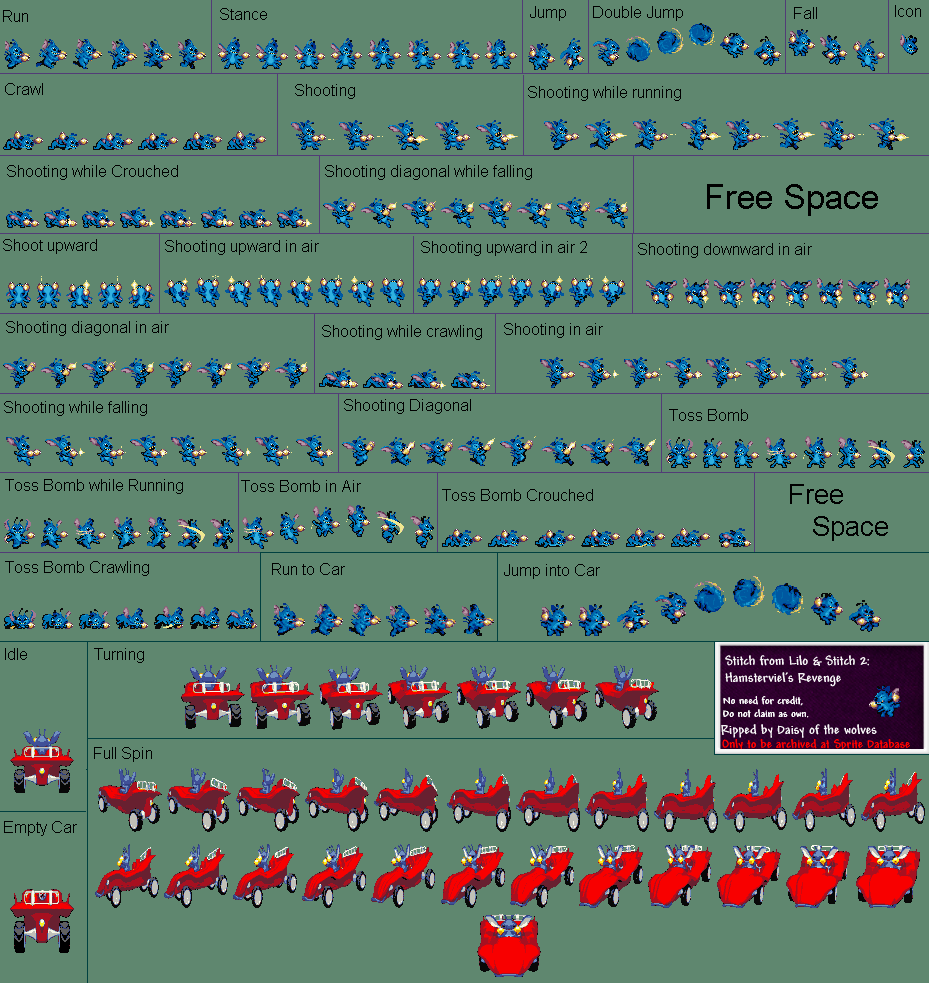 Run
Stance
Jump
Double Jump
Fall
Icon
Crawl
Shooting
Shooting while running
Shooting while Crouched
Shooting diagonal while falling
Free Space
Shoot upward
Shooting upward in air
Shooting upward in air 2
Shooting downward in air
Shooting diagonal in air
Shooting while crawling
Shooting in air
Shooting while falling
Shooting Diagonal
Toss Bomb
Toss Bomb while Running
Toss Bomb in Air
Toss Bomb Crouched
Free
Space
Toss Bomb Crawling
Run to Car
Jump into Car
Idle
Turning
Stitch from Lilo & Stitch 2:
Hamsterviel's Revenge
No need for credit,
Do not claim as own.
Ripped by Daisy of the wolves
Only to be archived at Sprite Database
Full Spin
Empty Car